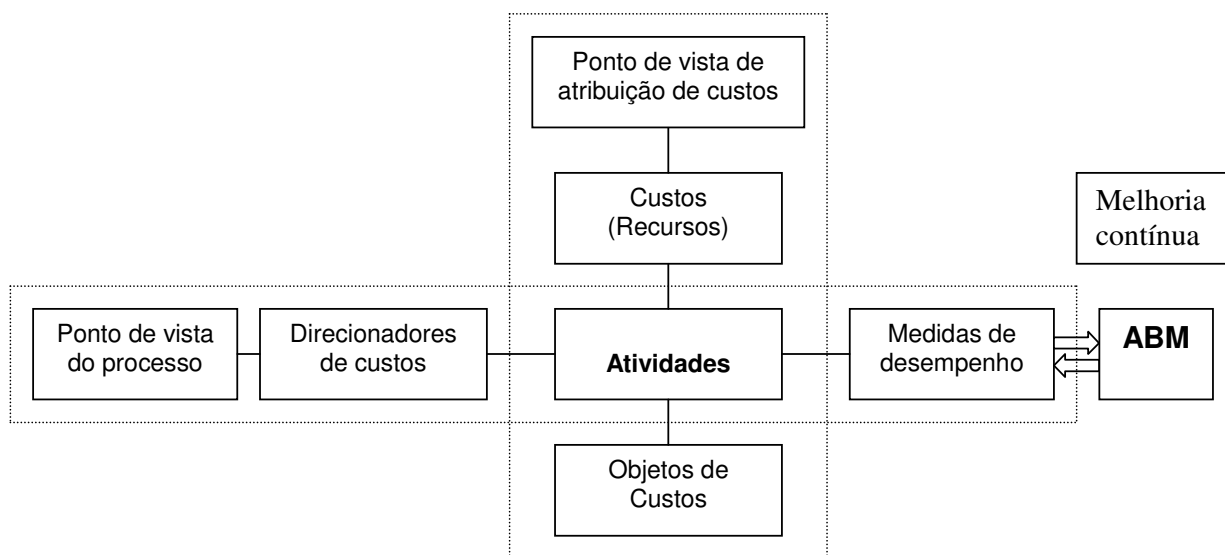 Ponto de vista de
atribuição de custos
Custos
(Recursos)
Melhoria
contínua
Ponto de vista
do processo
Direcionadores
de custos
Atividades
Medidas de
desempenho
ABM
Objetos de
Custos